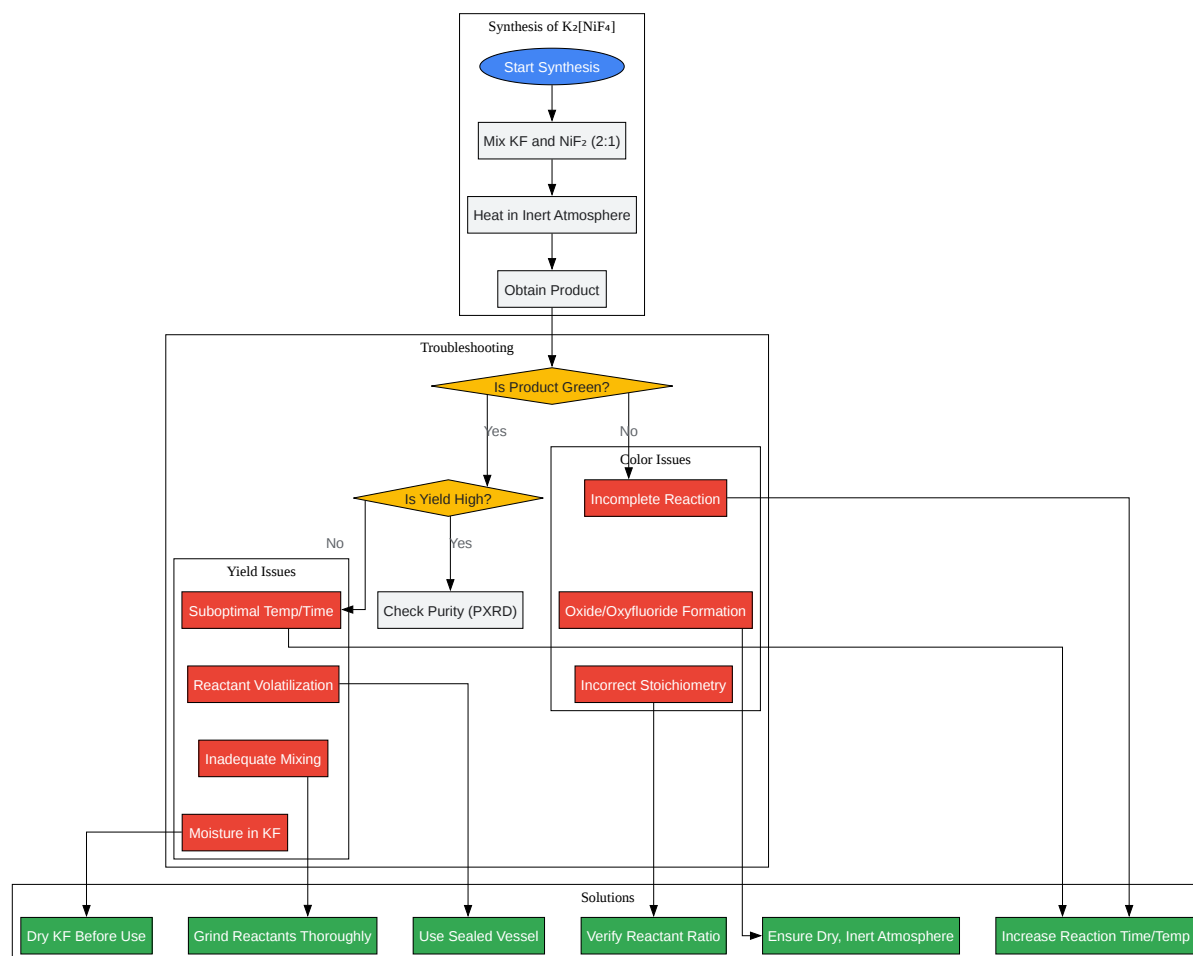 Synthesis of K₂[NiF₄]
Start Synthesis
Mix KF and NiF₂ (2:1)
Heat in Inert Atmosphere
Obtain Product
Troubleshooting
Is Product Green?
Yes
No
Color Issues
Is Yield High?
Incomplete Reaction
No
Yes
Yield Issues
Suboptimal Temp/Time
Check Purity (PXRD)
Oxide/Oxyfluoride Formation
Reactant Volatilization
Incorrect Stoichiometry
Inadequate Mixing
Moisture in KF
Solutions
Dry KF Before Use
Grind Reactants Thoroughly
Use Sealed Vessel
Verify Reactant Ratio
Ensure Dry, Inert Atmosphere
Increase Reaction Time/Temp